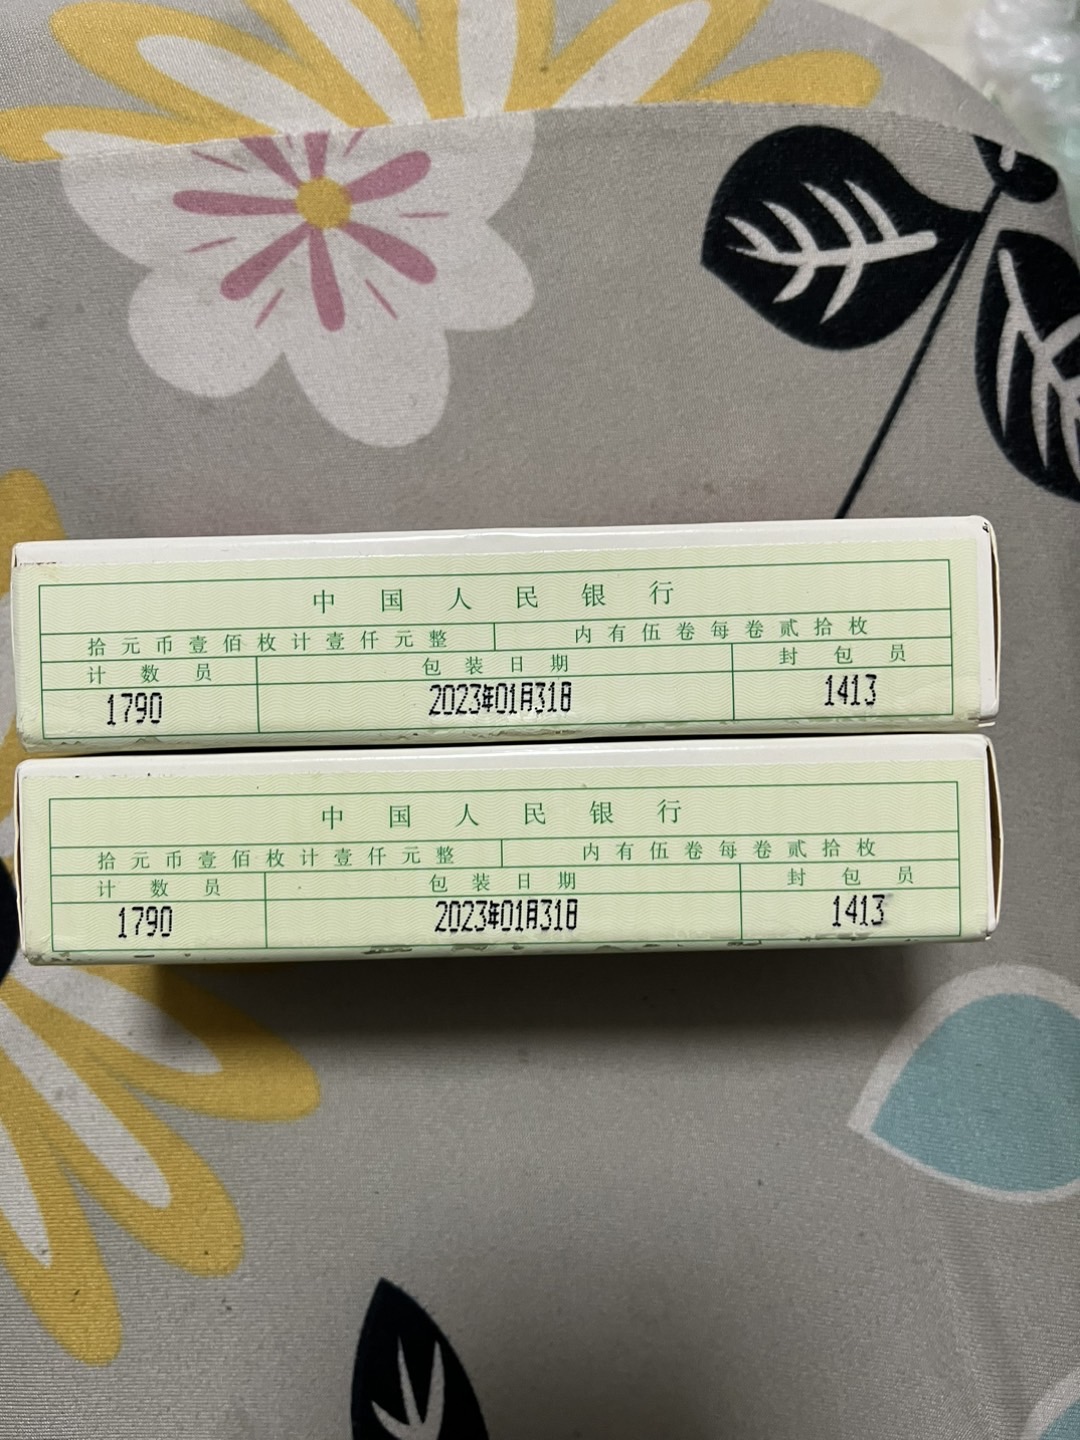 中国人民银行
拾元币壹佰枚计壹仟元整 内有伍卷每卷贰拾枚
计数员 包装日期 封包员
1790 2023年01月31日 1413
中国人民银行
拾元币壹佰枚计壹仟元整 内有伍卷每卷贰拾枚
计数员 包装日期 封包员
1790 2023年01月31日 1413